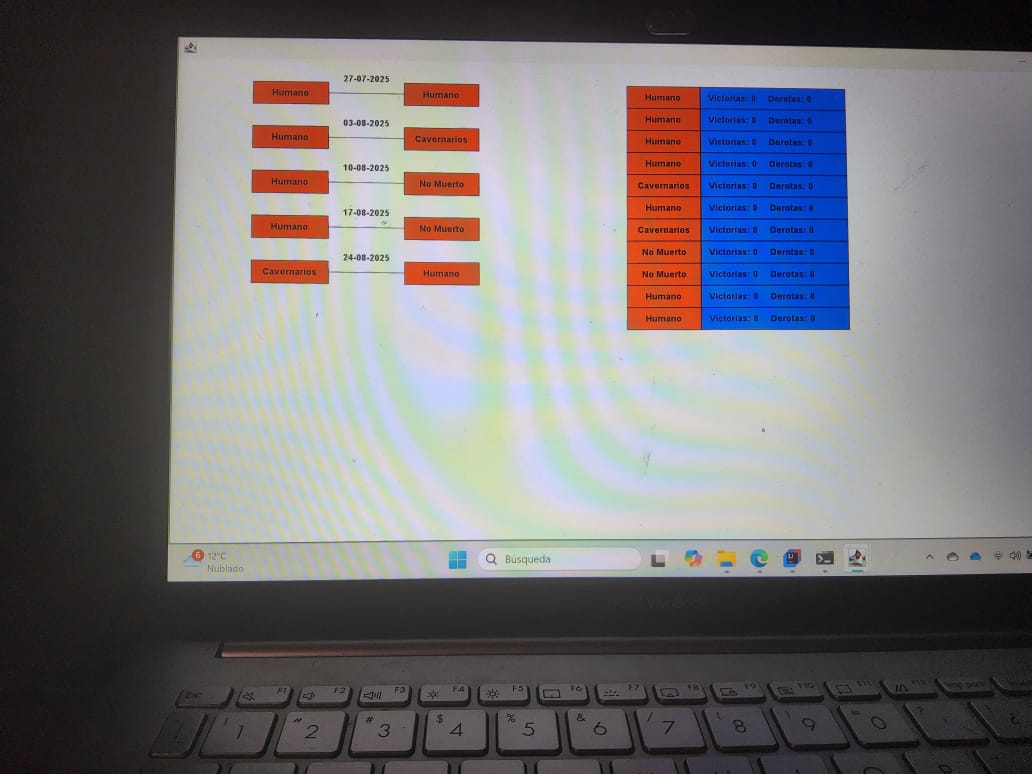 27-07-2025
Humano Humano
03-08-2025
Humano Cavernarios
10-08-2025
Humano No Muerto
17-08-2025
Humano No Muerto
24-08-2025
Cavernarios Humano
Humano Victorias: 0 Derotas: 0
Humano Victorias: 0 Derotas: 0
Humano Victorias: 0 Derotas: 0
Humano Victorias: 0 Derotas: 0
Cavernarios Victorias: 0 Derotas: 0
Humano Victorias: 0 Derotas: 0
Cavernarios Victorias: 0 Derotas: 0
No Muerto Victorias: 0 Derotas: 0
No Muerto Victorias: 0 Derotas: 0
Humano Victorias: 0 Derotas: 0
Humano Victorias: 0 Derotas: 0
6 12°C
Nublado
Búsqueda
VivoBook
Esc F1 F2 F3 F4 F5 F6 F7 F8 F9 F10 F11 F12
! " # $ % & / ( ) = ?
1 2 3 4 5 6 7 8 9 0